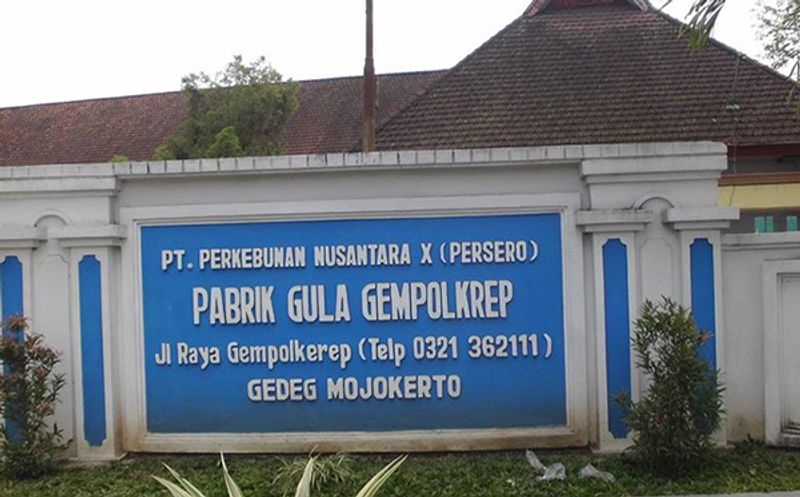 PT. PERKEBUNAN NUSANTARA X (PERSERO)
PABRIK GULA GEMPOLKREP
Jl Raya Gempolkerep (Telp 0321 362111)
GEDEG MOJOKERTO